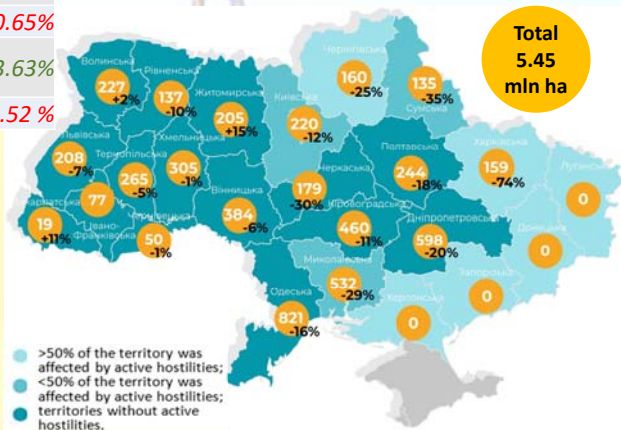 0.65%
3.63%
.52 %
Total
5.45
mln ha
Волинська
227
+2%
Рівненська
137
-10%
Житомирська
205
+15%
Київська
220
-12%
Чернігівська
160
-25%
Сумська
135
-35%
Львівська
208
-7%
Тернопільська
265
-5%
Хмельницька
305
-1%
Вінницька
384
-6%
Черкаська
179
-30%
Полтавська
244
-18%
Харківська
159
-74%
Луганська
0
Закарпатська
19
+11%
Івано-
Франківська
77
Чернівецька
50
-1%
Кіровоградська
460
-11%
Дніпропетровська
598
-20%
Донецька
0
Миколаївська
532
-29%
Запорізька
0
Одеська
821
-16%
Херсонська
0
>50% of the territory was
affected by active hostilities;
<50% of the territory was
affected by active hostilities;
territories without active
hostilities.